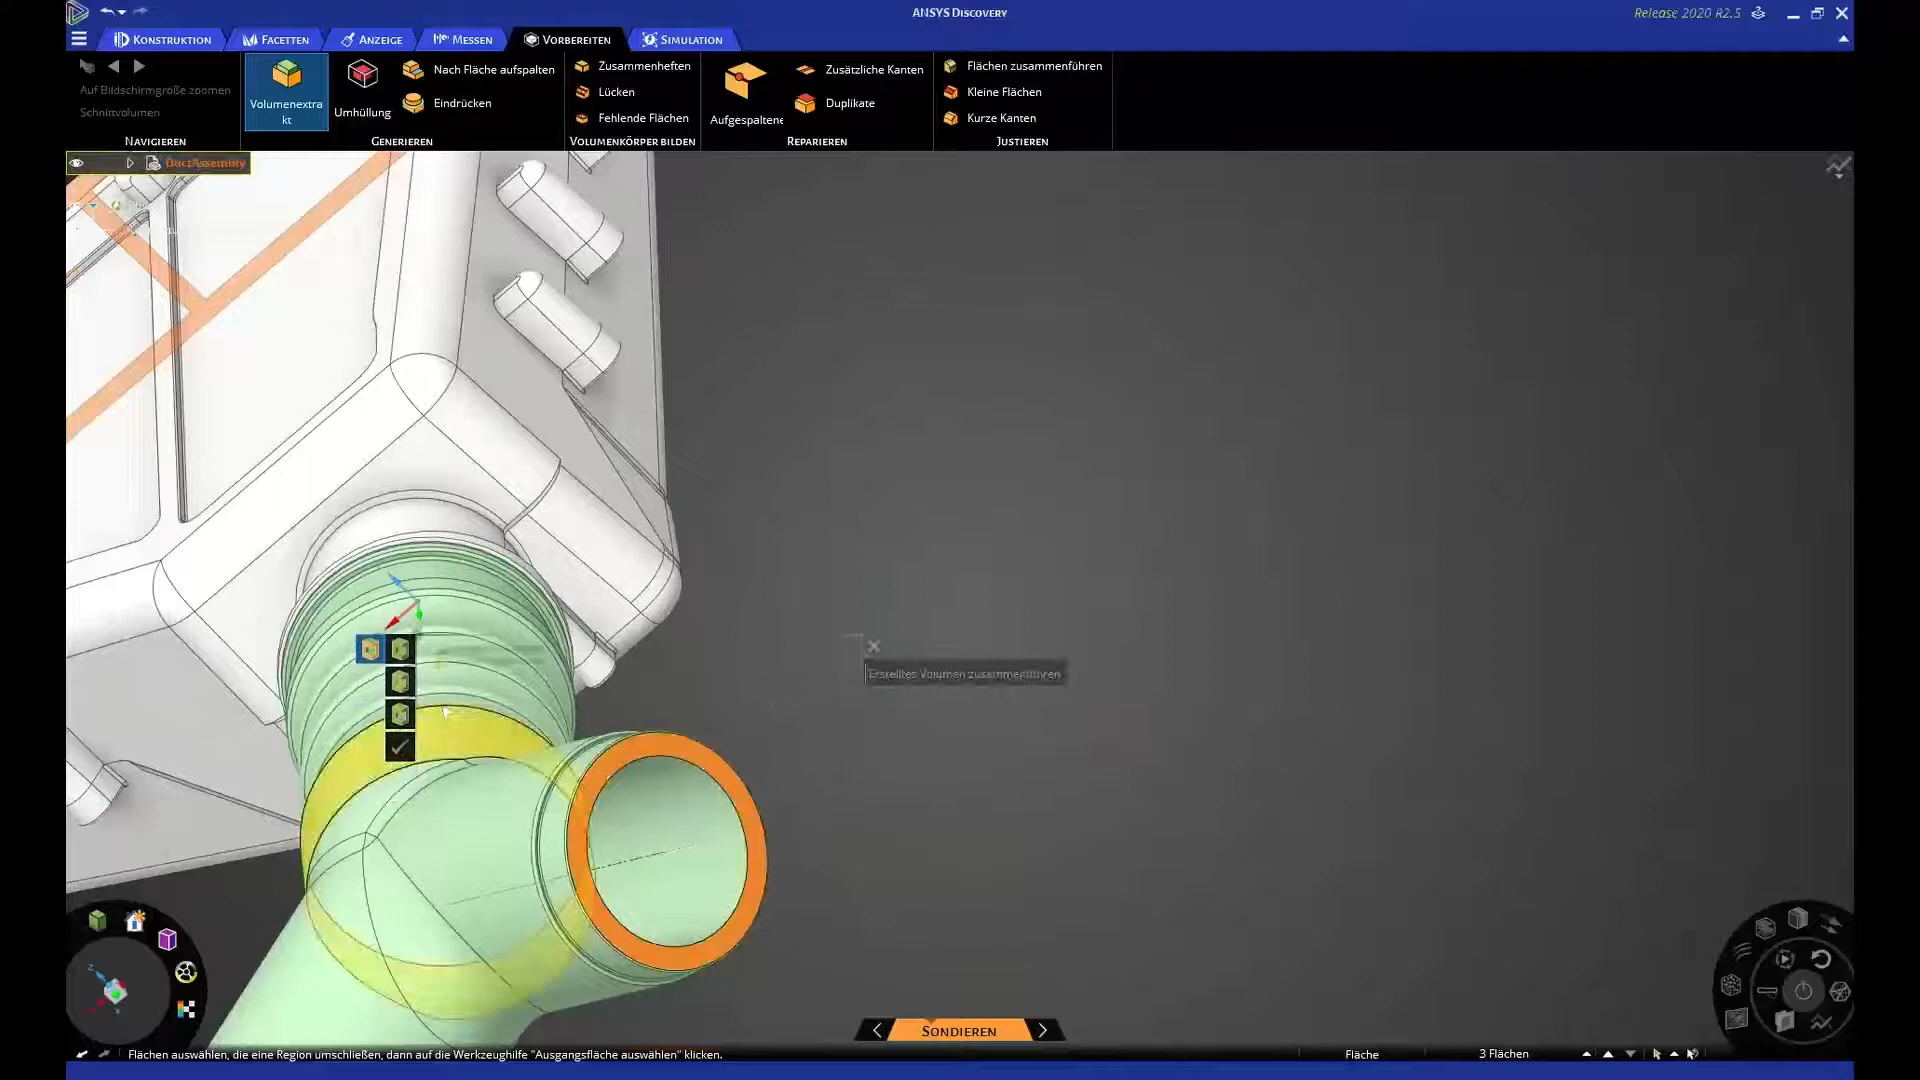 ANSYS Discovery
Release 2020 R2.5
Konstruktion
Facetten
Anzeige
Messen
Vorbereiten
Simulation
Auf Bildschirmgröße zoomen
Schnittvolumen
Navigieren
Volumenextra
kt
Umhüllung
Nach Fläche aufspalten
Eindrücken
Generieren
Zusammenheften
Lücken
Fehlende Flächen
Volumenkörper bilden
Aufgespaltene
Zusätzliche Kanten
Duplikate
Reparieren
Flächen zusammenführen
Kleine Flächen
Kurze Kanten
Justieren
DuctAssembly
Erstelltes Volumen zusammenführen
Z
Sondieren
Flächen auswählen, die eine Region umschließen, dann auf die Werkzeughilfe "Ausgangsfläche auswählen" klicken.
Fläche
3 Flächen